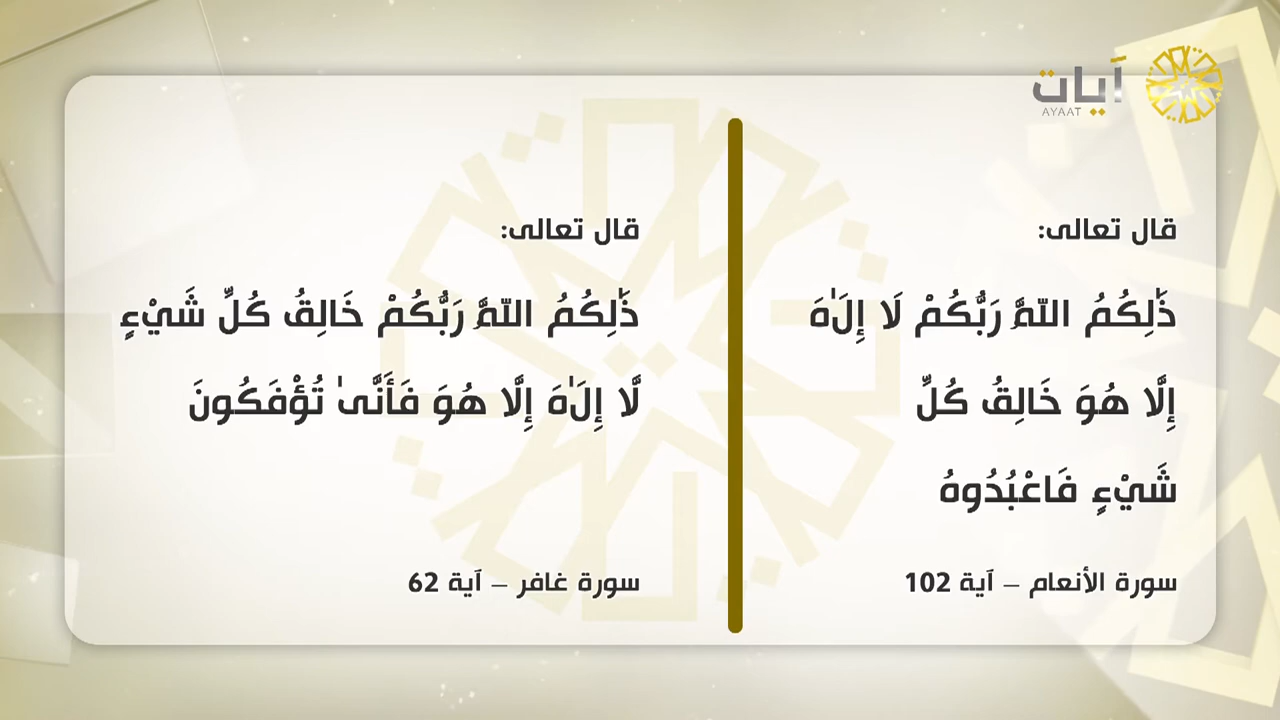 آيات
AYAAT
قال تعالى:
ذَٰلِكُمُ اللَّهُ رَبُّكُمْ لَا إِلَٰهَ
إِلَّا هُوَ خَالِقُ كُلِّ
شَيْءٍ فَاعْبُدُوهُ
سورة الأنعام – آية 102
قال تعالى:
ذَٰلِكُمُ اللَّهُ رَبُّكُمْ خَالِقُ كُلِّ شَيْءٍ
لَّا إِلَٰهَ إِلَّا هُوَ فَأَنَّىٰ تُؤْفَكُونَ
سورة غافر – آية 62